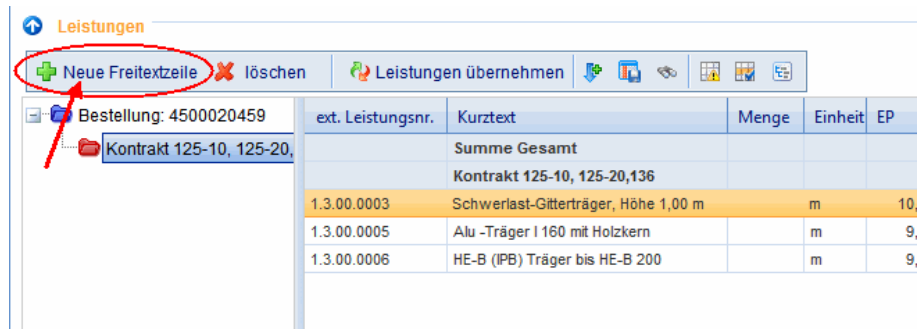 Leistungen
Neue Freitextzeile löschen Leistungen übernehmen
Bestellung: 4500020459
Kontrakt 125-10, 125-20,
ext. Leistungsnr. Kurztext Menge Einheit EP
Summe Gesamt
Kontrakt 125-10, 125-20,136
1.3.00.0003 Schwerlast-Gitterträger, Höhe 1,00 m m 10,
1.3.00.0005 Alu -Träger I 160 mit Holzkern m 9,
1.3.00.0006 HE-B (IPB) Träger bis HE-B 200 m 9,